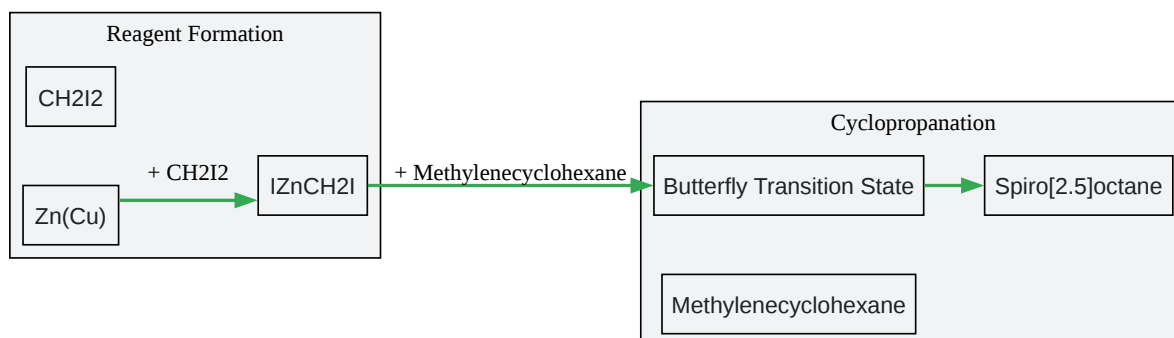 Reagent Formation
CH2I2
+ CH2I2
Zn(Cu)
IZnCH2I
+ Methylenecyclohexane
Cyclopropanation
Butterfly Transition State
Spiro[2.5]octane
Methylenecyclohexane